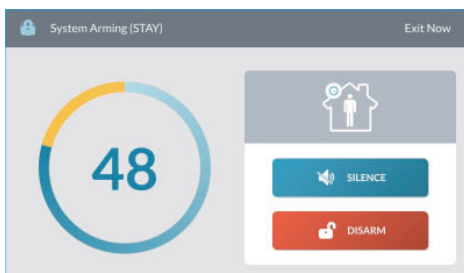 System Arming (STAY)
Exit Now
48
SILENCE
DISARM